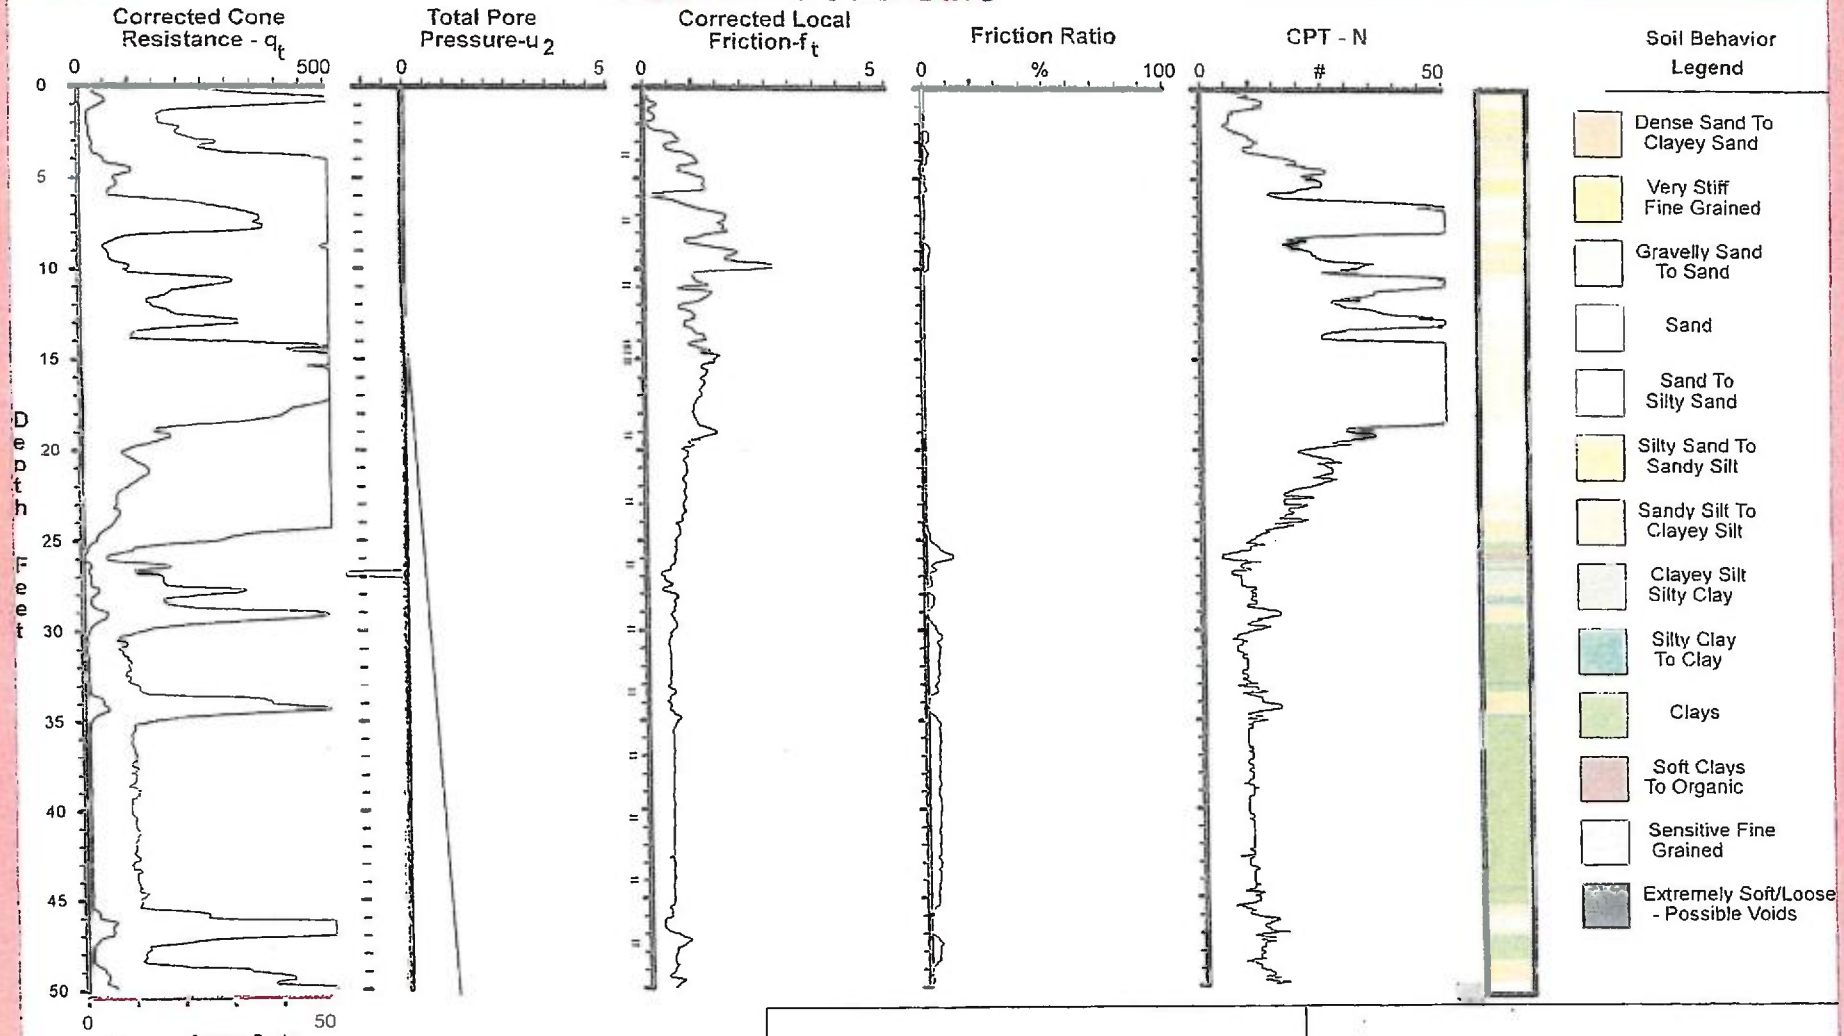 Corrected Cone
Resistance - qt
0 500
Total Pore
Pressure-u2
0 5
Corrected Local
Friction-ft
0 5
Friction Ratio
0 % 100
CPT - N
0 # 50
Soil Behavior
Legend
0
5
10
15
20
25
30
35
40
45
50
Depth Feet
0 50
Dense Sand To
Clayey Sand
Very Stiff
Fine Grained
Gravelly Sand
To Sand
Sand
Sand To
Silty Sand
Silty Sand To
Sandy Silt
Sandy Silt To
Clayey Silt
Clayey Silt
Silty Clay
Silty Clay
To Clay
Clays
Soft Clays
To Organic
Sensitive Fine
Grained
Extremely Soft/Loose
- Possible Voids